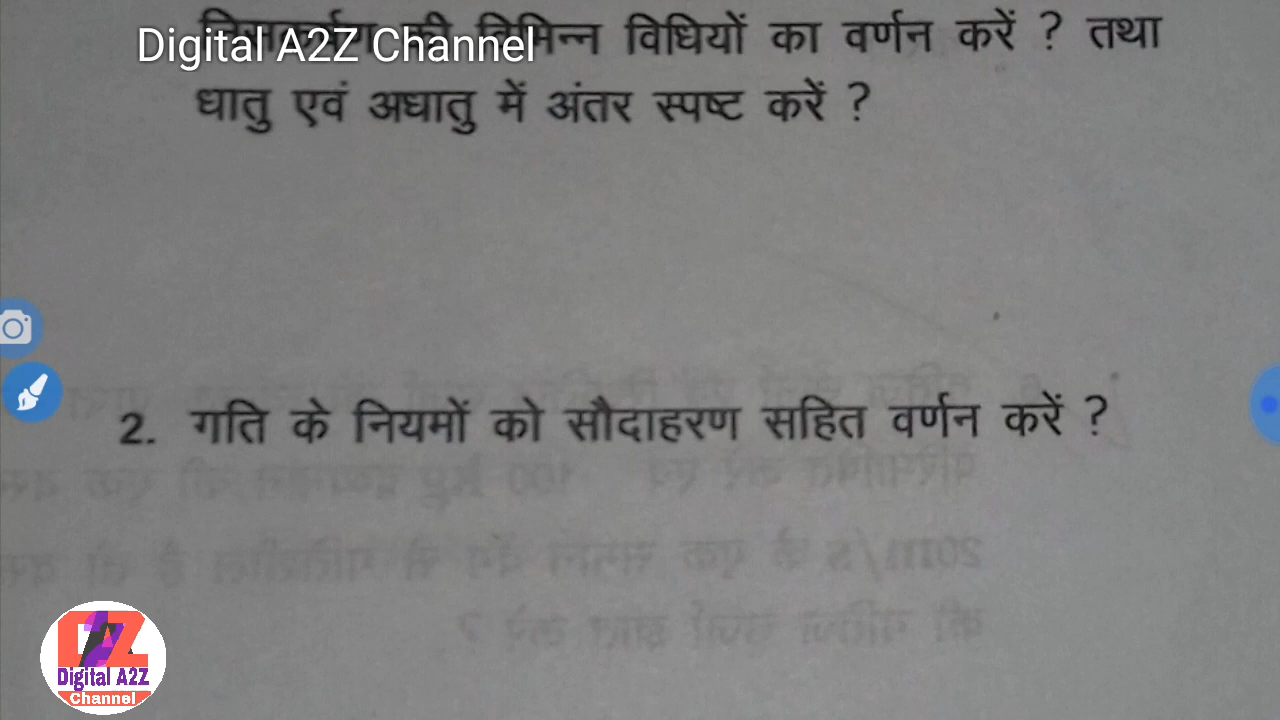 Digital A2Z Channel
की विभिन्न विधियों का वर्णन करें ? तथा
धातु एवं अधातु में अंतर स्पष्ट करें ?
2. गति के नियमों को सौदाहरण सहित वर्णन करें ?
Digital A2Z
Channel